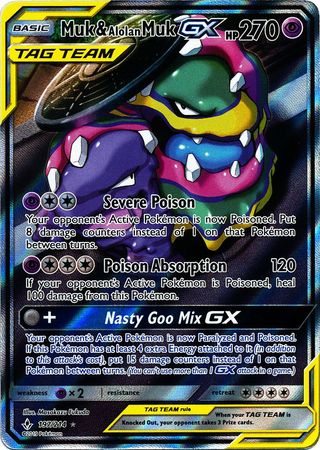 BASIC
Muk & Alolan Muk GX HP 270
TAG TEAM
Severe Poison
Your opponent's Active Pokémon is now Poisoned. Put
8 damage counters instead of 1 on that Pokémon
between turns.
Poison Absorption 120
If your opponent's Active Pokémon is Poisoned, heal
100 damage from this Pokémon.
+ Nasty Goo Mix GX
Your opponent's Active Pokémon is now Paralyzed and Poisoned.
If this Pokémon has at least 4 extra Energy attached to it (in addition
to this attack's cost), put 15 damage counters instead of 1 on that
Pokémon between turns. (You can't use more than 1 GX attack in a game.)
weakness ×2 resistance retreat
Illus. Masakazu Fukuda
197/214
©2019 Pokémon
TAG TEAM rule
When your TAG TEAM is
Knocked Out, your opponent takes 3 Prize cards.